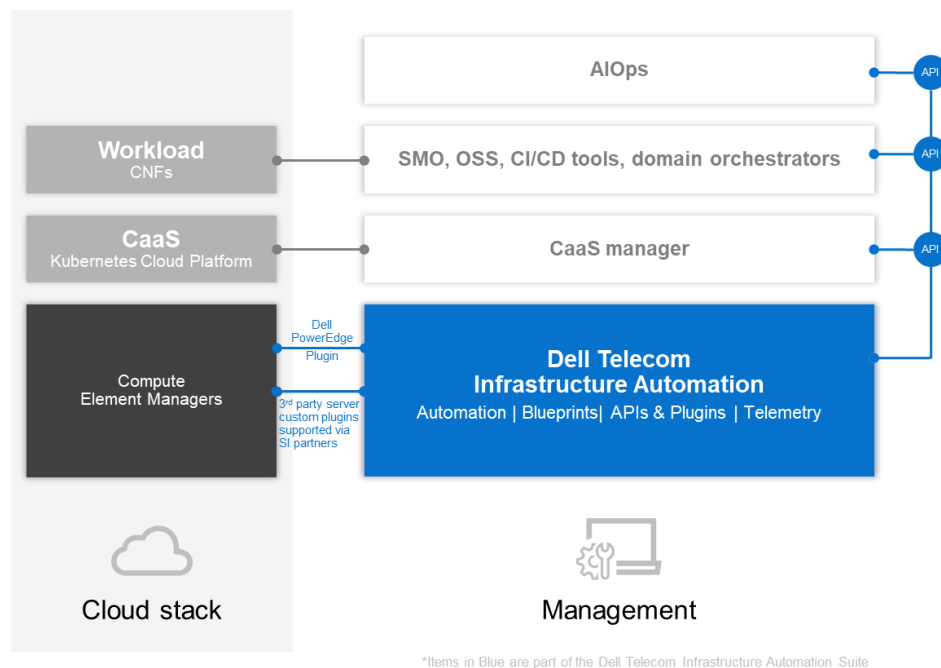 AIOps
API
Workload
CNFs
SMO, OSS, CI/CD tools, domain orchestrators
API
CaaS
Kubernetes Cloud Platform
CaaS manager
API
Compute
Element Managers
Dell
PowerEdge
Plugin
3rd party server
custom plugins
supported via
SI partners
Dell Telecom
Infrastructure Automation
Automation | Blueprints| APIs & Plugins | Telemetry
Cloud stack
Management
*Items in Blue are part of the Dell Telecom Infrastructure Automation Suite